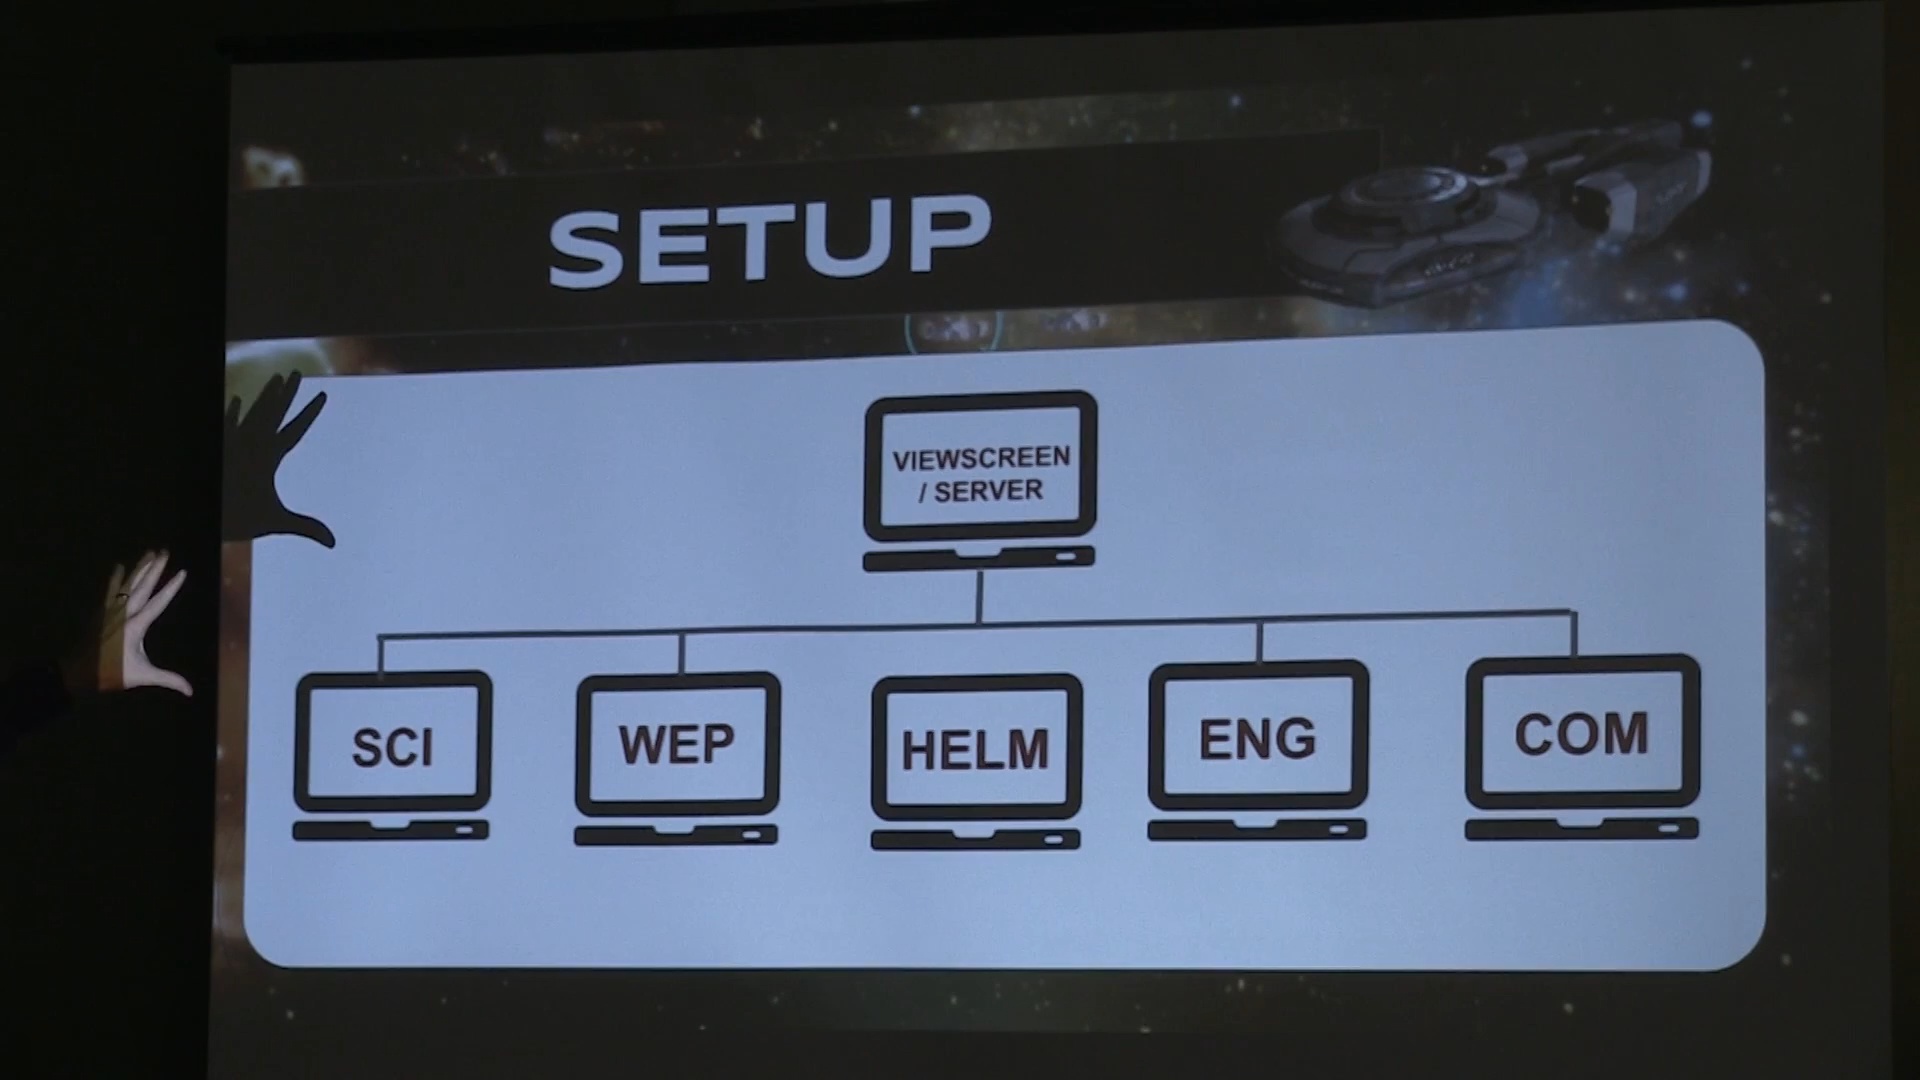 SETUP
VIEWSCREEN
/ SERVER
SCI
WEP
HELM
ENG
COM